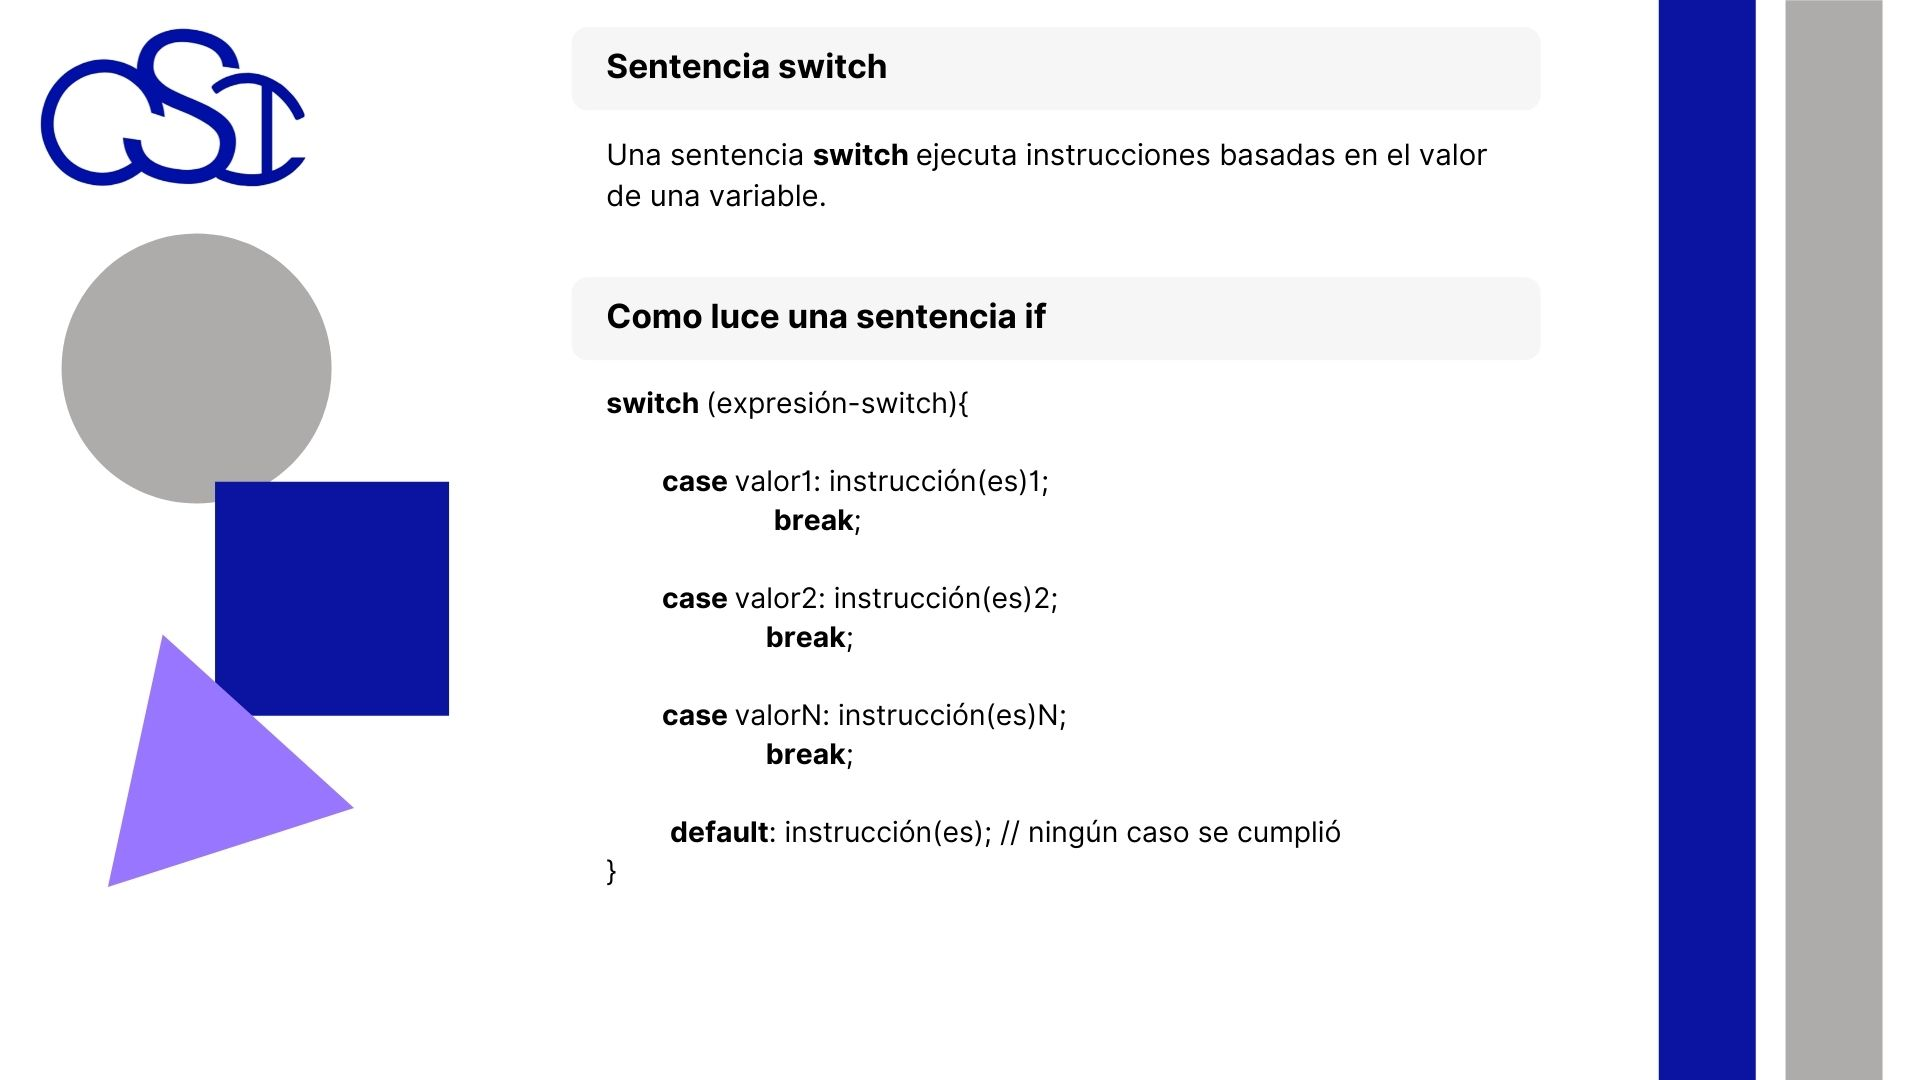 CSTI
Sentencia switch
Una sentencia switch ejecuta instrucciones basadas en el valor
de una variable.
Como luce una sentencia if
switch (expresión-switch){
case valor1: instrucción(es)1;
break;
case valor2: instrucción(es)2;
break;
case valorN: instrucción(es)N;
break;
default: instrucción(es); // ningún caso se cumplió
}